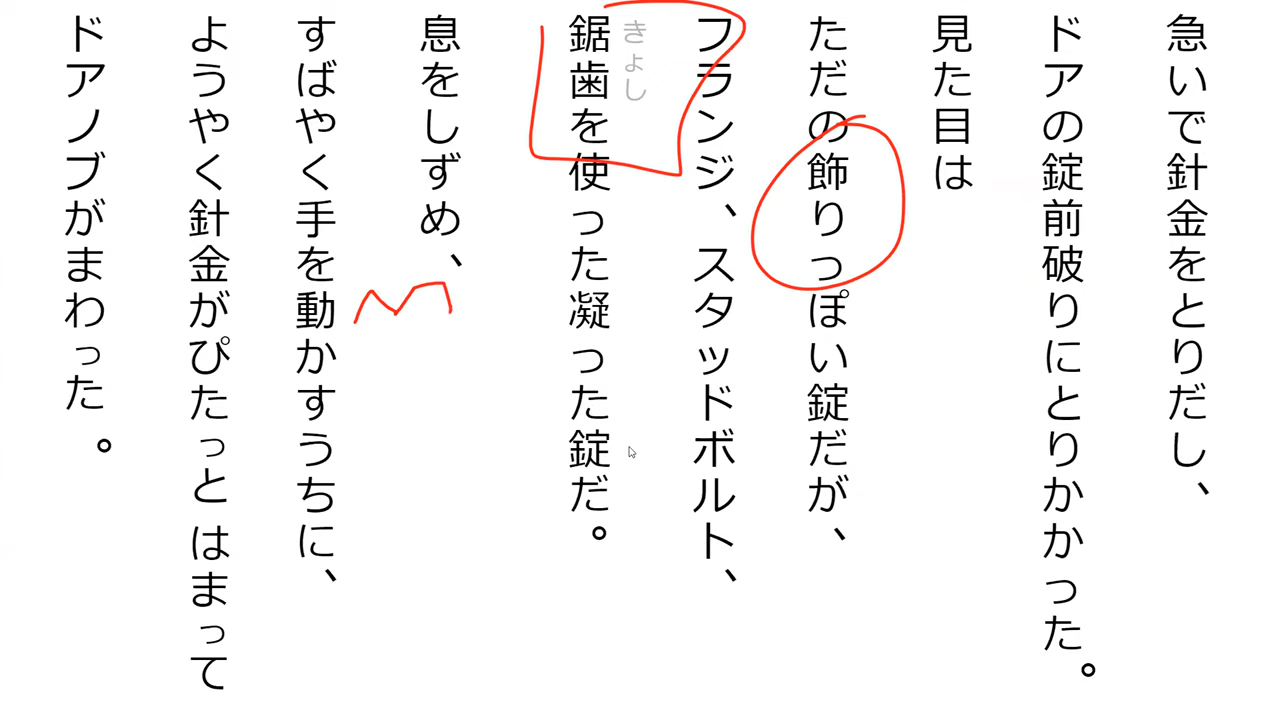 急いで針金をとりだし、
ドアの錠前破りにとりかかった。
見た目は
ただの飾りっぽい錠だが、
フランジ、スタッドボルト、
きょし
鋸歯を使った凝った錠だ。
息をしずめ、
すばやく手を動かすうちに、
ようやく針金がぴたっとはまって
ドアノブがまわった。